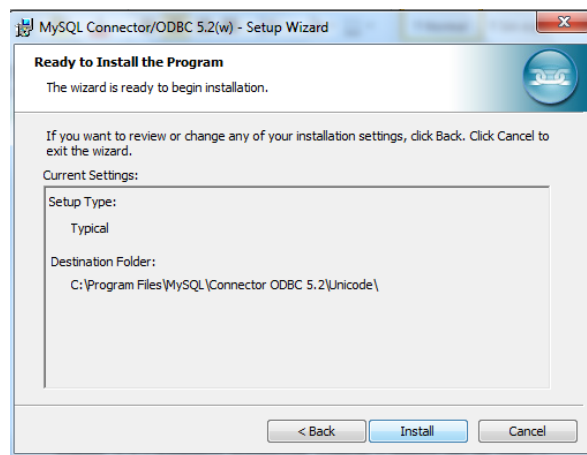 MySQL Connector/ODBC 5.2(w) - Setup Wizard
Ready to Install the Program
The wizard is ready to begin installation.
If you want to review or change any of your installation settings, click Back. Click Cancel to
exit the wizard.
Current Settings:
Setup Type:
Typical
Destination Folder:
C:\Program Files\MySQL\Connector ODBC 5.2\Unicode\
< Back Install Cancel